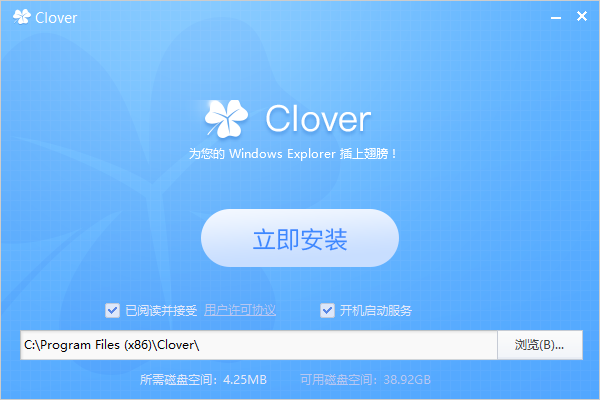 Clover
Clover
为您的 Windows Explorer 插上翅膀！
立即安装
已阅读并接受 用户许可协议 开机启动服务
C:\Program Files (x86)\Clover\ 浏览(B)...
所需磁盘空间：4.25MB 可用磁盘空间：38.92GB